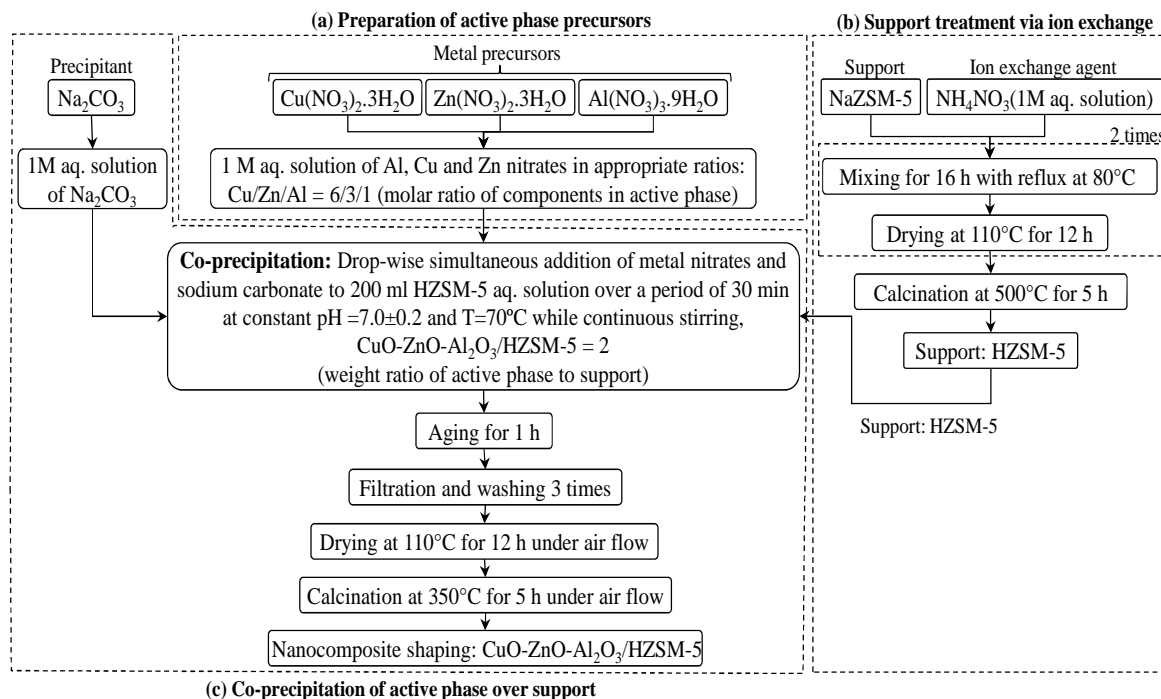 (a) Preparation of active phase precursors
(b) Support treatment via ion exchange
Precipitant
Na₂CO₃
1M aq. solution
of Na₂CO₃
Metal precursors
Cu(NO₃)₂.3H₂O
Zn(NO₃)₂.3H₂O
Al(NO₃)₃.9H₂O
1 M aq. solution of Al, Cu and Zn nitrates in appropriate ratios:
Cu/Zn/Al = 6/3/1 (molar ratio of components in active phase)
Support
NaZSM-5
Ion exchange agent
NH₄NO₃(1M aq. solution)
2 times
Mixing for 16 h with reflux at 80°C
Drying at 110°C for 12 h
Calcination at 500°C for 5 h
Support: HZSM-5
Support: HZSM-5
Co-precipitation: Drop-wise simultaneous addition of metal nitrates and
sodium carbonate to 200 ml HZSM-5 aq. solution over a period of 30 min
at constant pH =7.0±0.2 and T=70ºC while continuous stirring,
CuO-ZnO-Al₂O₃/HZSM-5 = 2
(weight ratio of active phase to support)
Aging for 1 h
Filtration and washing 3 times
Drying at 110°C for 12 h under air flow
Calcination at 350°C for 5 h under air flow
Nanocomposite shaping: CuO-ZnO-Al₂O₃/HZSM-5
(c) Co-precipitation of active phase over support